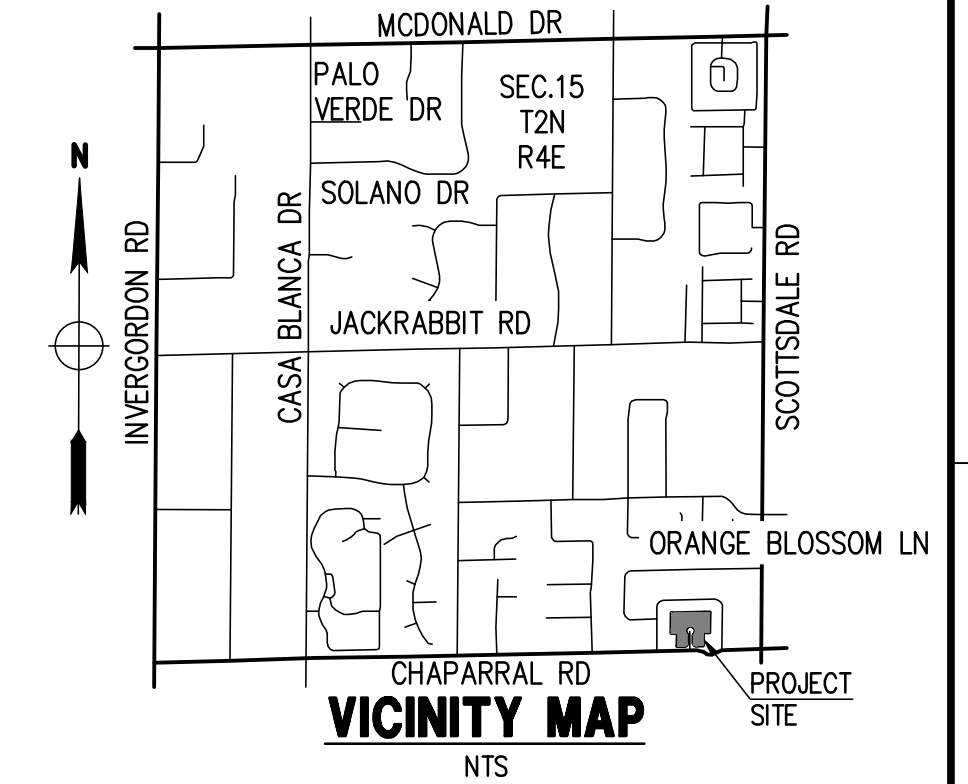 MCDONALD DR
PALO
VERDE DR
SEC.15
T2N
R4E
N
SOLANO DR
INVERGORDON RD
CASA BLANCA DR
SCOTTSDALE RD
JACKRABBIT RD
ORANGE BLOSSOM LN
CHAPARRAL RD
PROJECT
SITE
VICINITY MAP
NTS